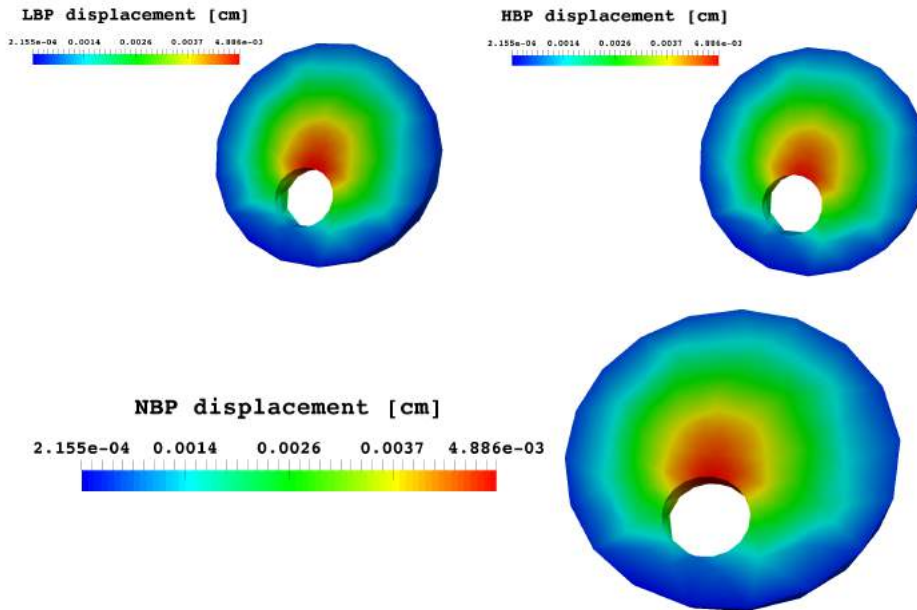 LBP displacement [cm]
2.155e-04 0.0014 0.0026 0.0037 4.886e-03
HBP displacement [cm]
2.155e-04 0.0014 0.0026 0.0037 4.886e-03
NBP displacement [cm]
2.155e-04 0.0014 0.0026 0.0037 4.886e-03